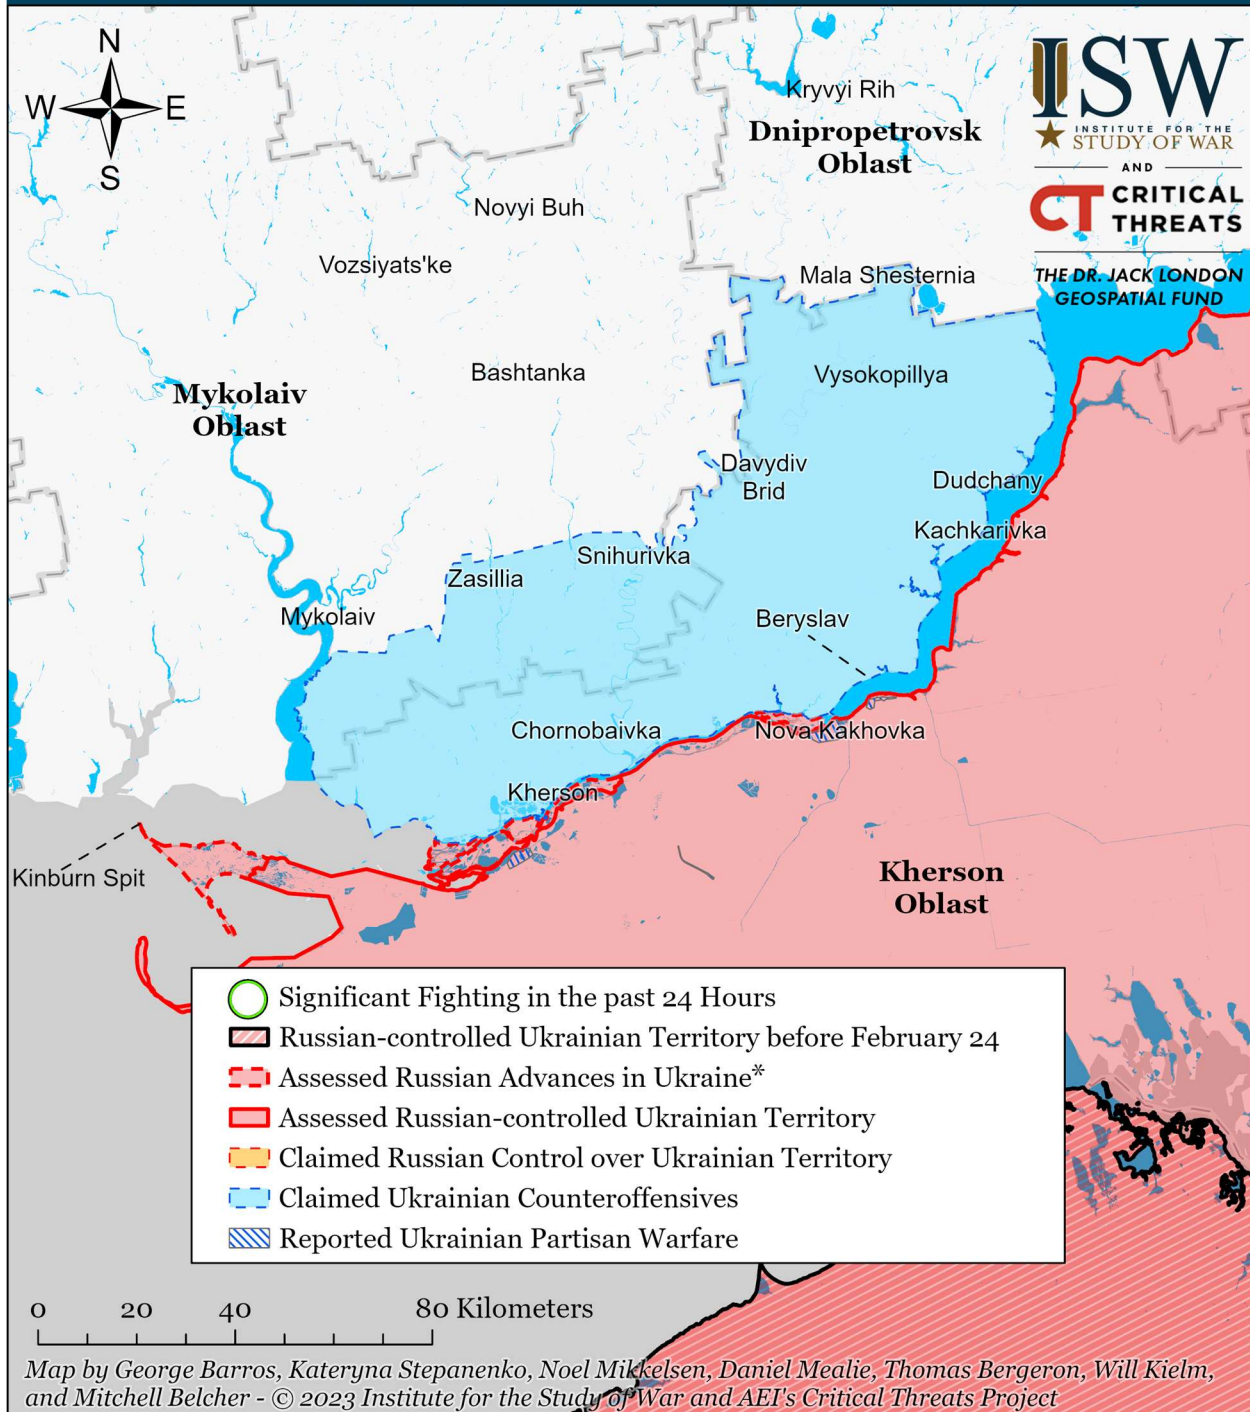 N
W E
S
ISW
INSTITUTE FOR THE
STUDY OF WAR
AND
CT CRITICAL
THREATS
THE DR. JACK LONDON
GEOSPATIAL FUND
Kryvyi Rih
Dnipropetrovsk
Oblast
Novyi Buh
Vozsiyats'ke
Mala Shesternia
Bashtanka
Vysokopillya
Mykolaiv
Oblast
Davydiv
Brid
Dudchany
Kachkarivka
Snihurivka
Zasillia
Mykolaiv
Beryslav
Chornobaivka
Nova Kakhovka
Kherson
Kinburn Spit
Kherson
Oblast
Significant Fighting in the past 24 Hours
Russian-controlled Ukrainian Territory before February 24
Assessed Russian Advances in Ukraine*
Assessed Russian-controlled Ukrainian Territory
Claimed Russian Control over Ukrainian Territory
Claimed Ukrainian Counteroffensives
Reported Ukrainian Partisan Warfare
0 20 40 80 Kilometers
Map by George Barros, Kateryna Stepanenko, Noel Mikkelsen, Daniel Mealie, Thomas Bergeron, Will Kielm,
and Mitchell Belcher - © 2023 Institute for the Study of War and AEI's Critical Threats Project